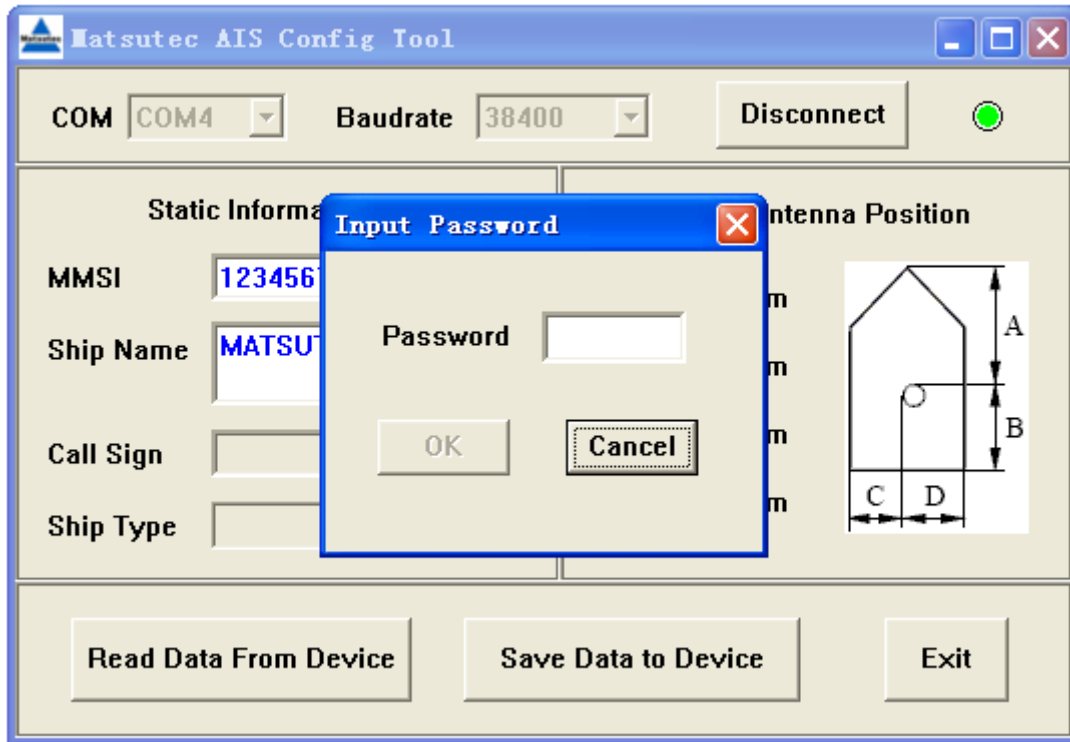 Matsutec AIS Config Tool
COM COM4 Baudrate 38400 Disconnect
Static Informa
ntenna Position
Input Password
MMSI 1234567
Ship Name MATSUT
Call Sign
Ship Type
Password
OK Cancel
m
m
m
m
A
B
C D
Read Data From Device Save Data to Device Exit